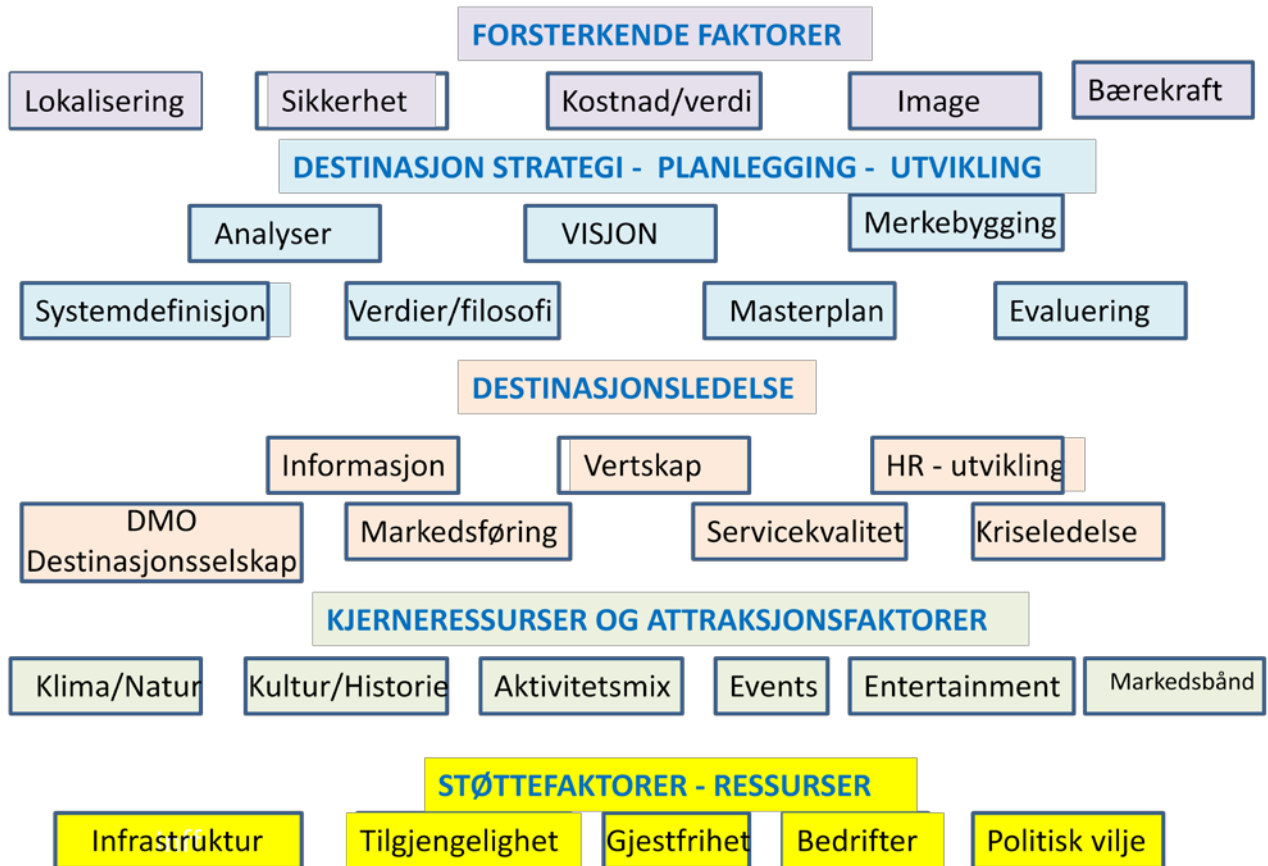 FORSTERKENDE FAKTORER
Lokalisering
Sikkerhet
Kostnad/verdi
Image
Bærekraft
DESTINASJON STRATEGI - PLANLEGGING - UTVIKLING
Analyser
VISJON
Merkebygging
Systemdefinisjon
Verdier/filosofi
Masterplan
Evaluering
DESTINASJONSLEDELSE
Informasjon
Vertskap
HR - utvikling
DMO
Destinasjonsselskap
Markedsføring
Servicekvalitet
Kriseledelse
KJERNERESSURSER OG ATTRAKSJONSFAKTORER
Klima/Natur
Kultur/Historie
Aktivitetsmix
Events
Entertainment
Markedsbånd
STØTTEFAKTORER - RESSURSER
Infrastruktur
Tilgjengelighet
Gjestfrihet
Bedrifter
Politisk vilje